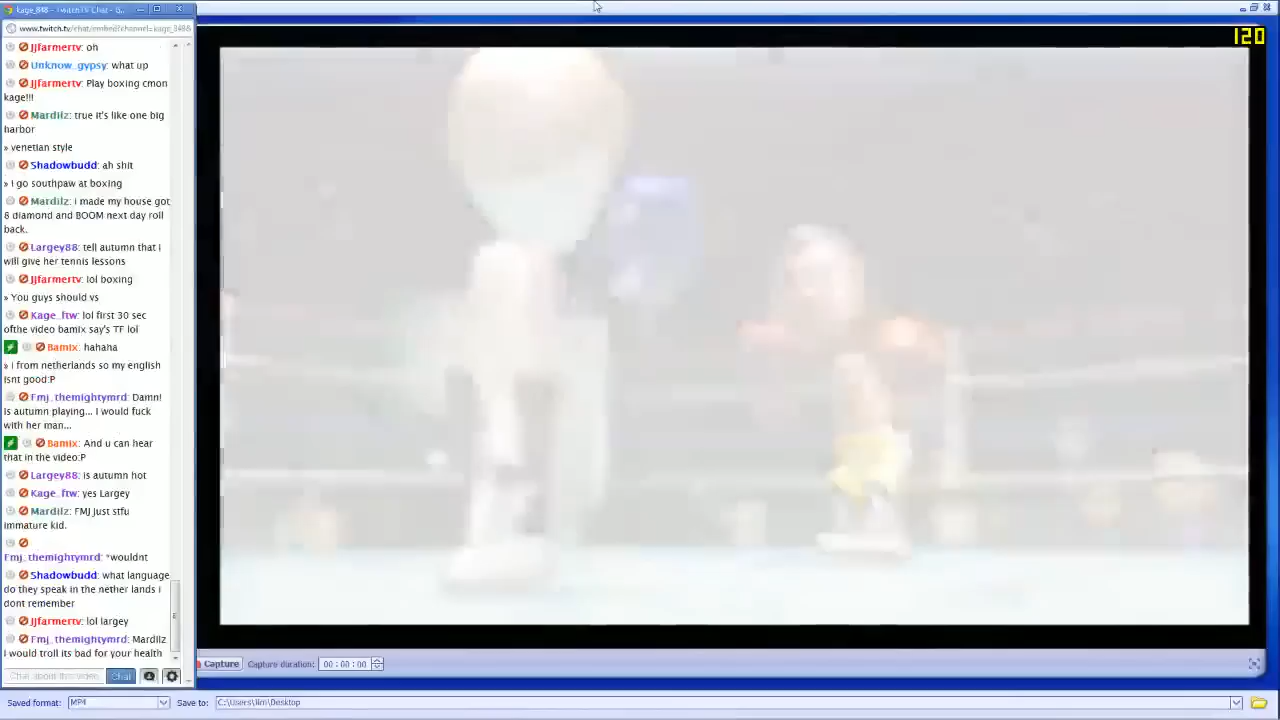 kage_848 - TwitchTV Chat - G...
www.twitch.tv/chat/embed?channel=kage_848&
120
Jjfarmertv: oh
Unknow_gypsy: what up
Jjfarmertv: Play boxing cmon
kage!!!
Mardilz: true it's like one big
harbor
» venetian style
Shadowbudd: ah shit
» i go southpaw at boxing
Mardilz: i made my house got
8 diamond and BOOM next day roll
back.
Largey88: tell autumn that i
will give her tennis lessons
Jjfarmertv: lol boxing
» You guys should vs
Kage_ftw: lol first 30 sec
ofthe video bamix say's TF lol
Bamix: hahaha
» i from netherlands so my english
isnt good:P
Fmj_themightymrd: Damn!
Is autumn playing... I would fuck
with her man...
Bamix: And u can hear
that in the video:P
Largey88: is autumn hot
Kage_ftw: yes Largey
Mardilz: FMJ just stfu
immature kid.
Fmj_themightymrd: *wouldnt
Shadowbudd: what language
do they speak in the nether lands i
dont remember
Jjfarmertv: lol largey
Fmj_themightymrd: Mardilz
I would troll its bad for your health
Chat about this video
Chat
Capture
Capture duration: 00 : 00 : 00
Saved format: MP4
Save to: C:\Users\lim\Desktop